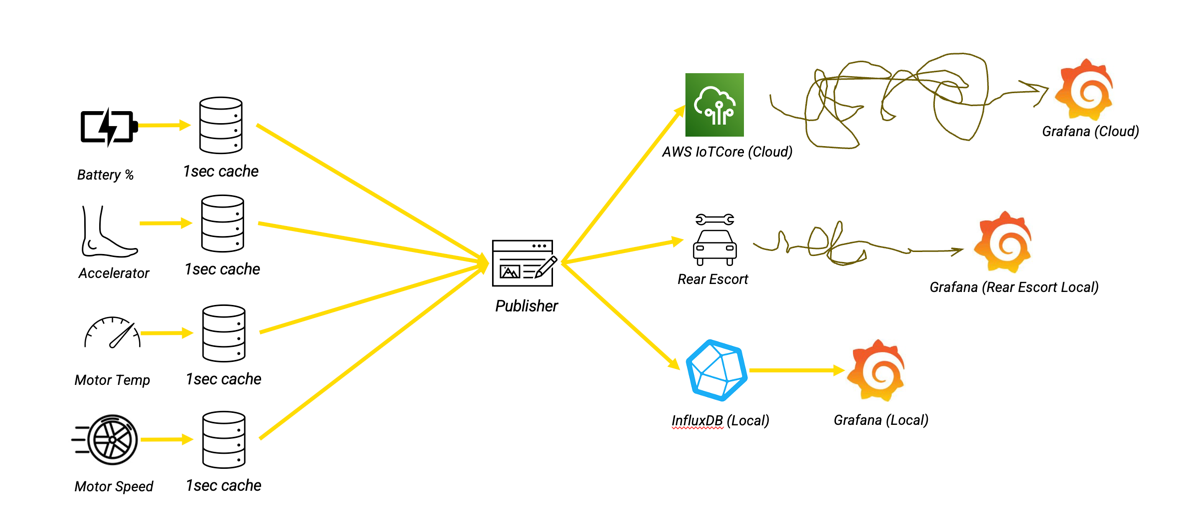 Battery %
1sec cache
Accelerator
1sec cache
Motor Temp
1sec cache
Motor Speed
1sec cache
Publisher
AWS IoTCore (Cloud)
Grafana (Cloud)
Rear Escort
Grafana (Rear Escort Local)
InfluxDB (Local)
Grafana (Local)